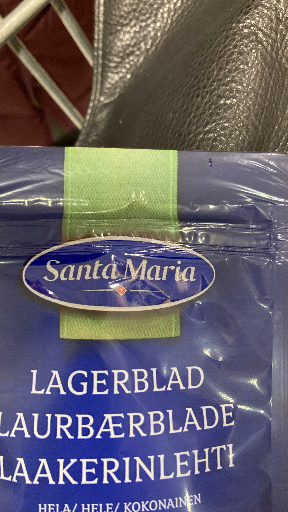 Santa Maria
LAGERBLAD
LAURBÆRBLADE
LAAKERINLEHTI
HELA/ HELE/ KOKONAINEN